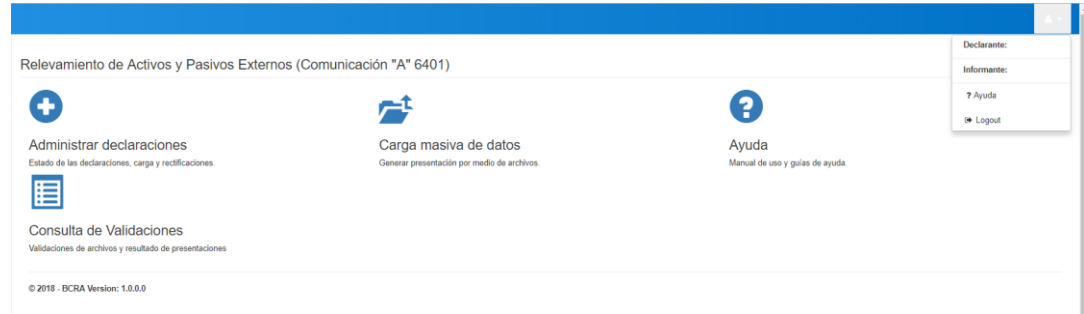 Declarante:
Informante:
? Ayuda
Logout
Relevamiento de Activos y Pasivos Externos (Comunicación "A" 6401)
Administrar declaraciones
Estado de las declaraciones, carga y rectificaciones.
Carga masiva de datos
Generar presentación por medio de archivos.
Ayuda
Manual de uso y guías de ayuda.
Consulta de Validaciones
Validaciones de archivos y resultado de presentaciones
© 2018 - BCRA Version: 1.0.0.0